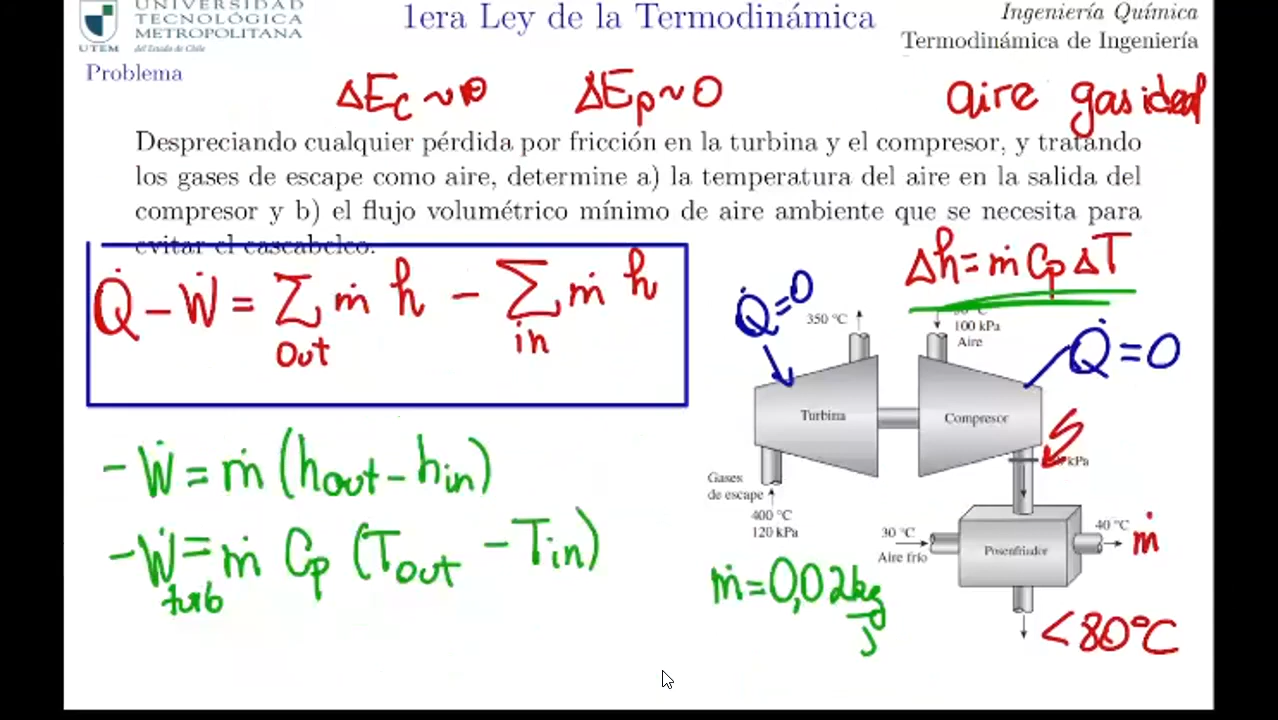 UNIVERSIDAD
TECNOLÓGICA
METROPOLITANA
UTEM del Estado de Chile
1era Ley de la Termodinámica
Ingeniería Química
Termodinámica de Ingeniería
Problema
ΔEc ~ 0
ΔEp ~ 0
aire gas ideal
Despreciando cualquier pérdida por fricción en la turbina y el compresor, y tratando
los gases de escape como aire, determine a) la temperatura del aire en la salida del
compresor y b) el flujo volumétrico mínimo de aire ambiente que se necesita para
evitar el cascabeleo.
Q̇ - Ẇ = Σ ṁ h - Σ ṁ h
out in
Δh = ṁ Cp ΔT
Q̇ = 0
350 °C
100 kPa
Aire
Q̇ = 0
Turbina
Compresor
kPa
- Ẇ = ṁ (hout - hin)
Gases
de escape
400 °C
120 kPa
30 °C
Aire frío
Posenfriador
40 °C
ṁ
- Ẇ = ṁ Cp (Tout - Tin)
turb
ṁ = 0,02 kg
s
< 80°C